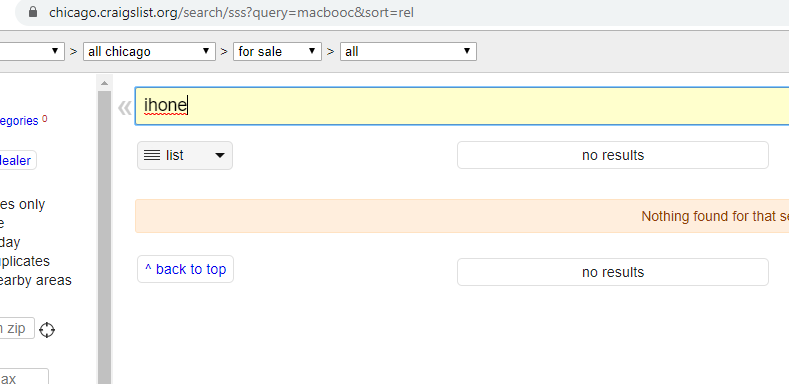 chicago.craigslist.org/search/sss?query=macbooc&sort=rel
> all chicago > for sale > all
« ihone
egories 0
list no results
lealer
es only
Nothing found for that se
e
day
plicates
^ back to top no results
earby areas
n zip
ax